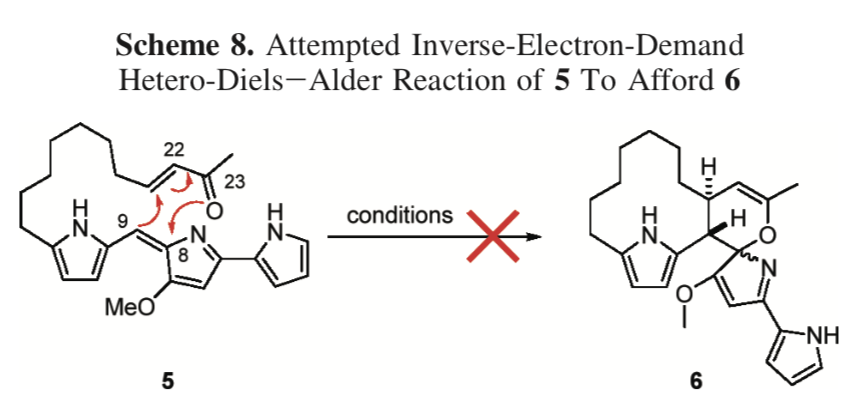 Scheme 8. Attempted Inverse-Electron-Demand
Hetero-Diels−Alder Reaction of 5 To Afford 6
22
23
O
H
N
9
N
8
H
N
MeO
5
conditions
H
H
N
H
O
N
O
NH
6